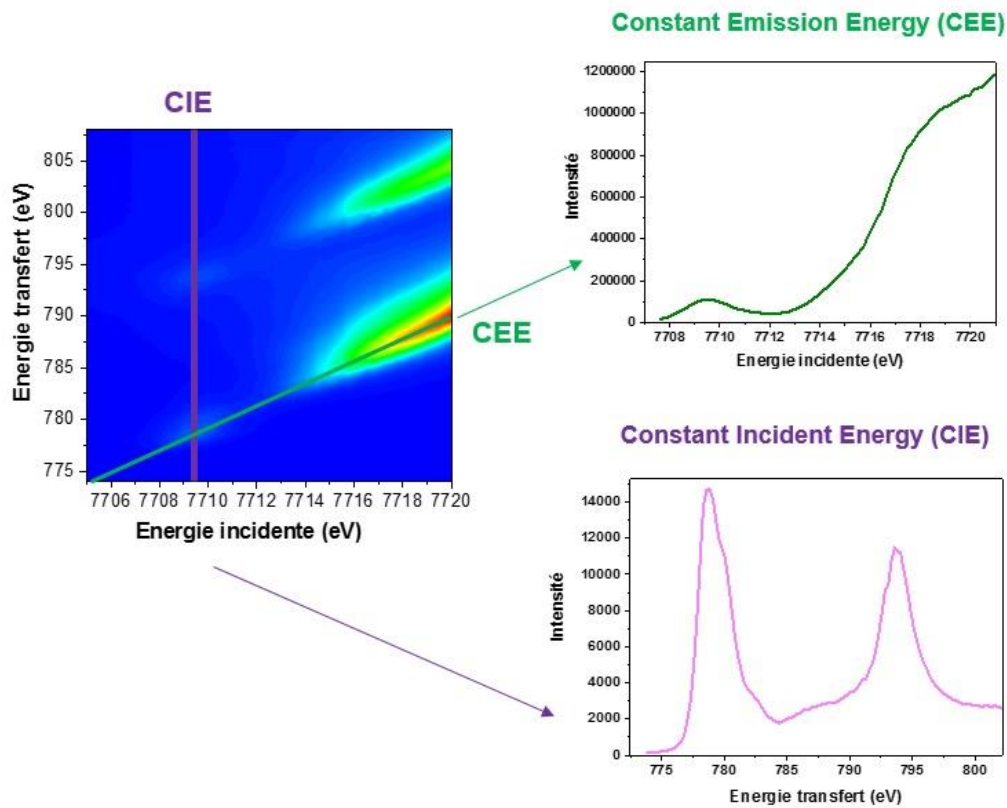 Constant Emission Energy (CEE)
CIE
Energie transfert (eV)
805
800
795
790
785
780
775
7706 7708 7710 7712 7714 7716 7718 7720
Energie incidente (eV)
CEE
Intensité
1200000
1000000
800000
600000
400000
200000
0
7708 7710 7712 7714 7716 7718 7720
Energie incidente (eV)
Constant Incident Energy (CIE)
Intensité
14000
12000
10000
8000
6000
4000
2000
0
775 780 785 790 795 800
Energie transfert (eV)